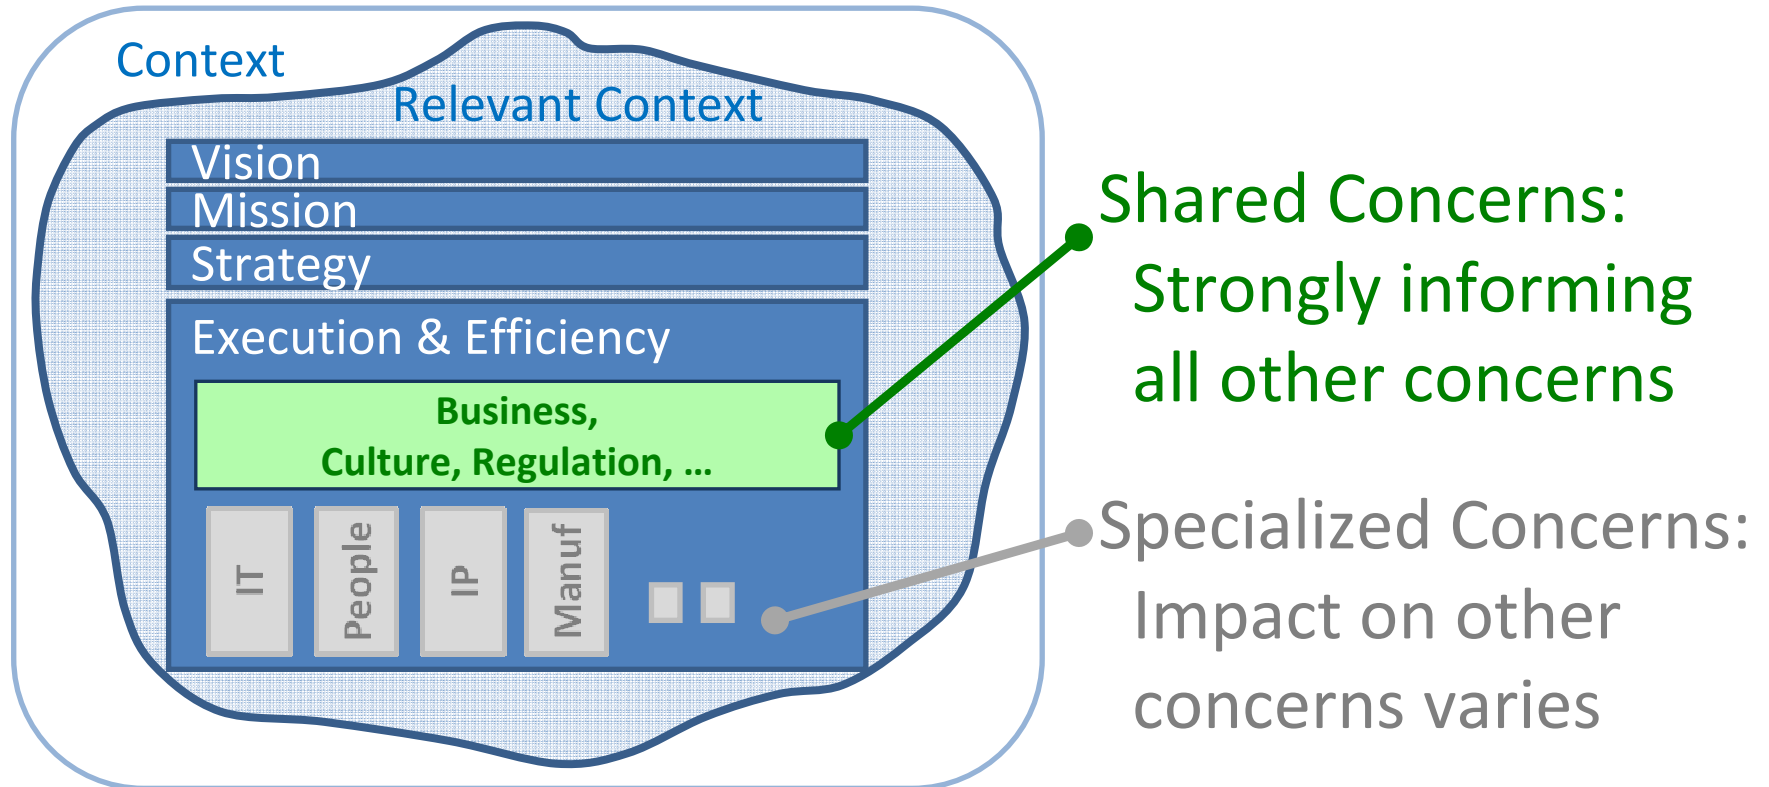 Context
Relevant Context
Vision
Mission
Strategy
Execution & Efficiency
Business,
Culture, Regulation, ...
IT
People
IP
Manuf
Shared Concerns:
Strongly informing
all other concerns
Specialized Concerns:
Impact on other
concerns varies